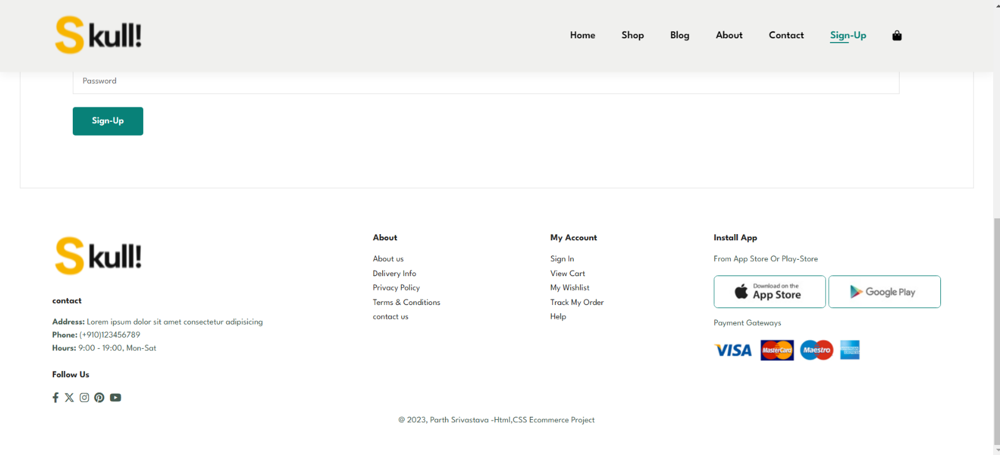 Skull!
Home Shop Blog About Contact Sign-Up
Password
Sign-Up
Skull!
contact
Address: Lorem ipsum dolor sit amet consectetur adipisicing
Phone: (+910)123456789
Hours: 9:00 - 19:00, Mon-Sat
Follow Us
About
About us
Delivery Info
Privacy Policy
Terms & Conditions
contact us
My Account
Sign In
View Cart
My Wishlist
Track My Order
Help
Install App
From App Store Or Play-Store
Download on the
App Store
Google Play
Payment Gateways
VISA MasterCard Maestro AMERICAN EXPRESS
@ 2023, Parth Srivastava -Html,CSS Ecommerce Project